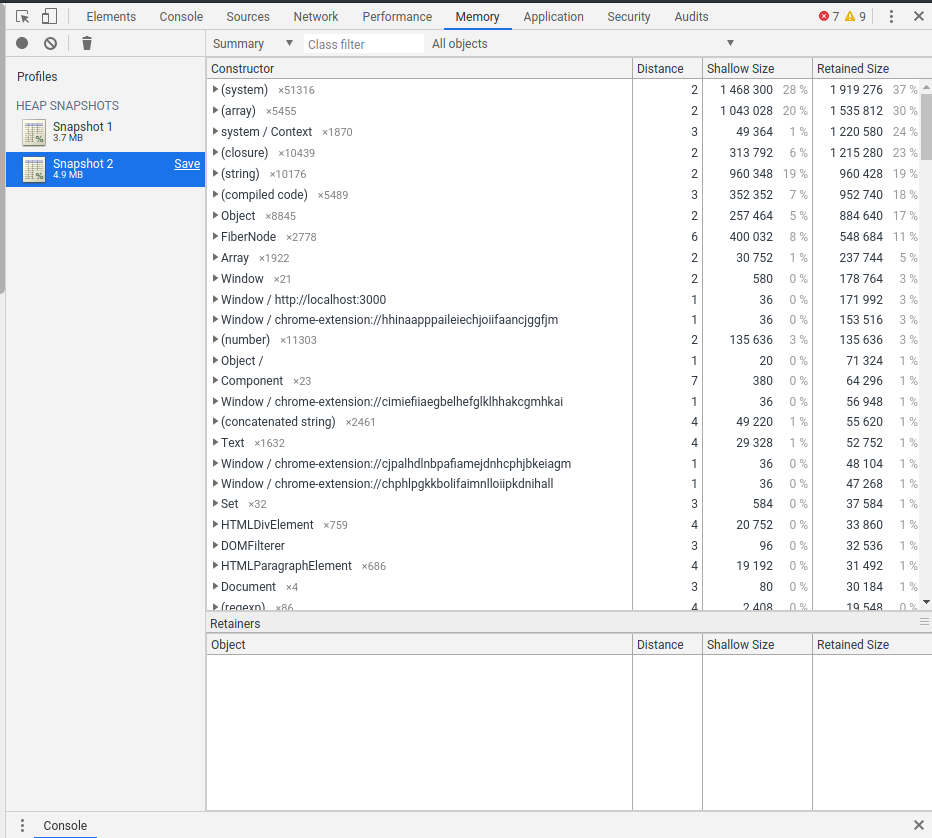 Elements Console Sources Network Performance Memory Application Security Audits 7 9
Summary Class filter All objects
Profiles
HEAP SNAPSHOTS
Snapshot 1
3.7 MB
Snapshot 2 Save
4.9 MB
Constructor Distance Shallow Size Retained Size
(system) ×51316 2 1 468 300 28 % 1 919 276 37 %
(array) ×5455 2 1 043 028 20 % 1 535 812 30 %
system / Context ×1870 3 49 364 1 % 1 220 580 24 %
(closure) ×10439 2 313 792 6 % 1 215 280 23 %
(string) ×10176 2 960 348 19 % 960 428 19 %
(compiled code) ×5489 3 352 352 7 % 952 740 18 %
Object ×8845 2 257 464 5 % 884 640 17 %
FiberNode ×2778 6 400 032 8 % 548 684 11 %
Array ×1922 2 30 752 1 % 237 744 5 %
Window ×21 2 580 0 % 178 764 3 %
Window / http://localhost:3000 1 36 0 % 171 992 3 %
Window / chrome-extension://hhinaapppaileiechjoiifaancjggfjm 1 36 0 % 153 516 3 %
(number) ×11303 2 135 636 3 % 135 636 3 %
Object / 1 20 0 % 71 324 1 %
Component ×23 7 380 0 % 64 296 1 %
Window / chrome-extension://cimiefiiaegbelhefglklhhakcgmhkai 1 36 0 % 56 948 1 %
(concatenated string) ×2461 4 49 220 1 % 55 620 1 %
Text ×1632 4 29 328 1 % 52 752 1 %
Window / chrome-extension://cjpalhdlnbpafiamejdnhcphjbkeiagm 1 36 0 % 48 104 1 %
Window / chrome-extension://chphlpgkkbolifaimnlloiipkdnihall 1 36 0 % 47 268 1 %
Set ×32 3 584 0 % 37 584 1 %
HTMLDivElement ×759 4 20 752 0 % 33 860 1 %
DOMFilterer 3 96 0 % 32 536 1 %
HTMLParagraphElement ×686 4 19 192 0 % 31 492 1 %
Document ×4 3 80 0 % 30 184 1 %
(regexp) ×86 4 2 408 0 % 19 548 0 %
Retainers
Object Distance Shallow Size Retained Size
Console